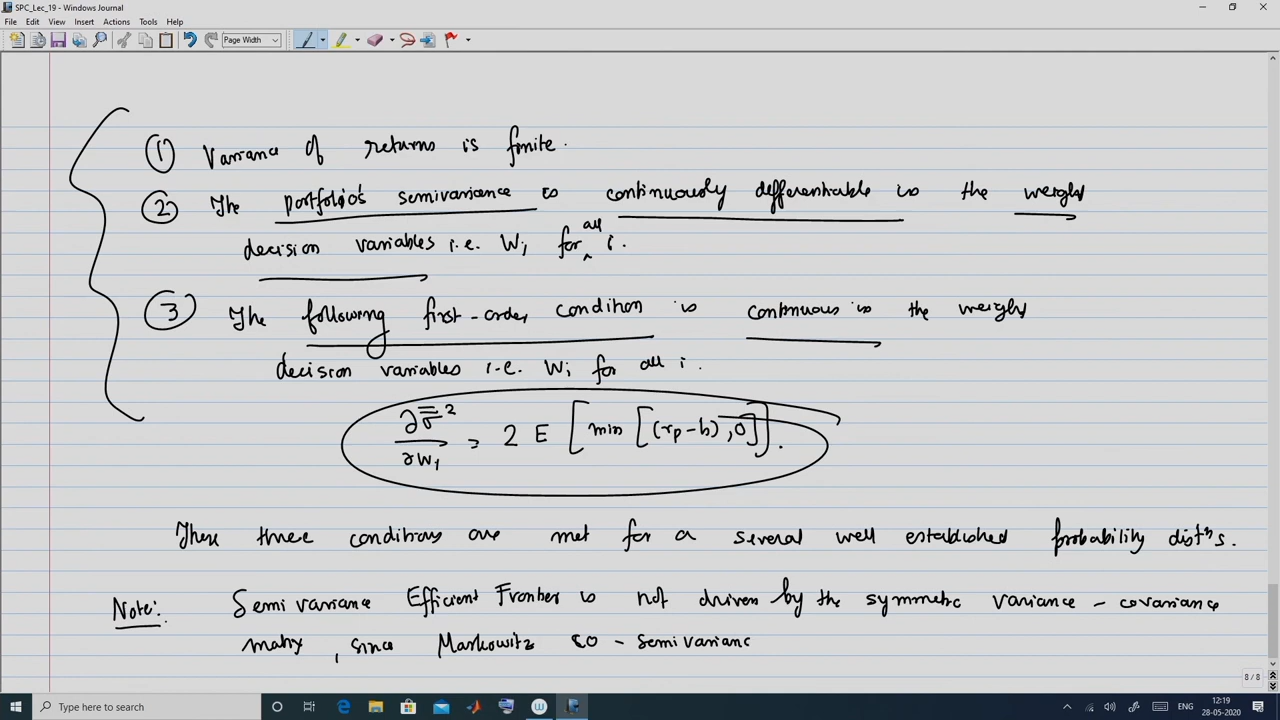 SPC_Lec_19 - Windows Journal
File Edit View Insert Actions Tools Help
Page Width
① Variance of returns is finite.
② The portfolio's semivariance is continuously differentiable in the weight
decision variables i.e. Wi for all i.
③ The following first-order condition is continuous in the weight
decision variables i.e. Wi for all i.
∂σ̄²/∂Wi = 2 E [min [(rp-b),0]].
These three conditions are met for a several well established probability distⁿs.
Note:. Semivariance Efficient Frontier is not driven by the symmetric variance - covariance
matrix, since Markowitz co - semivarianc
8 / 8
Type here to search
ENG
12:19
28-05-2020